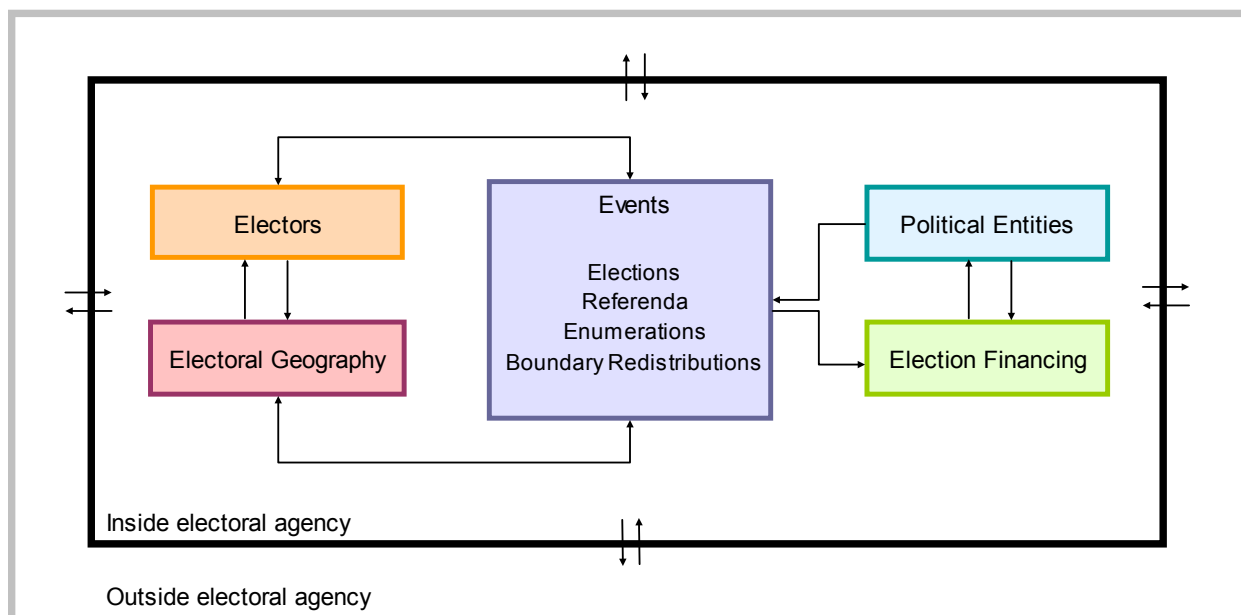 Events
Electors
Political Entities
Elections
Referenda
Enumerations
Boundary Redistributions
Electoral Geography
Election Financing
Inside electoral agency
Outside electoral agency